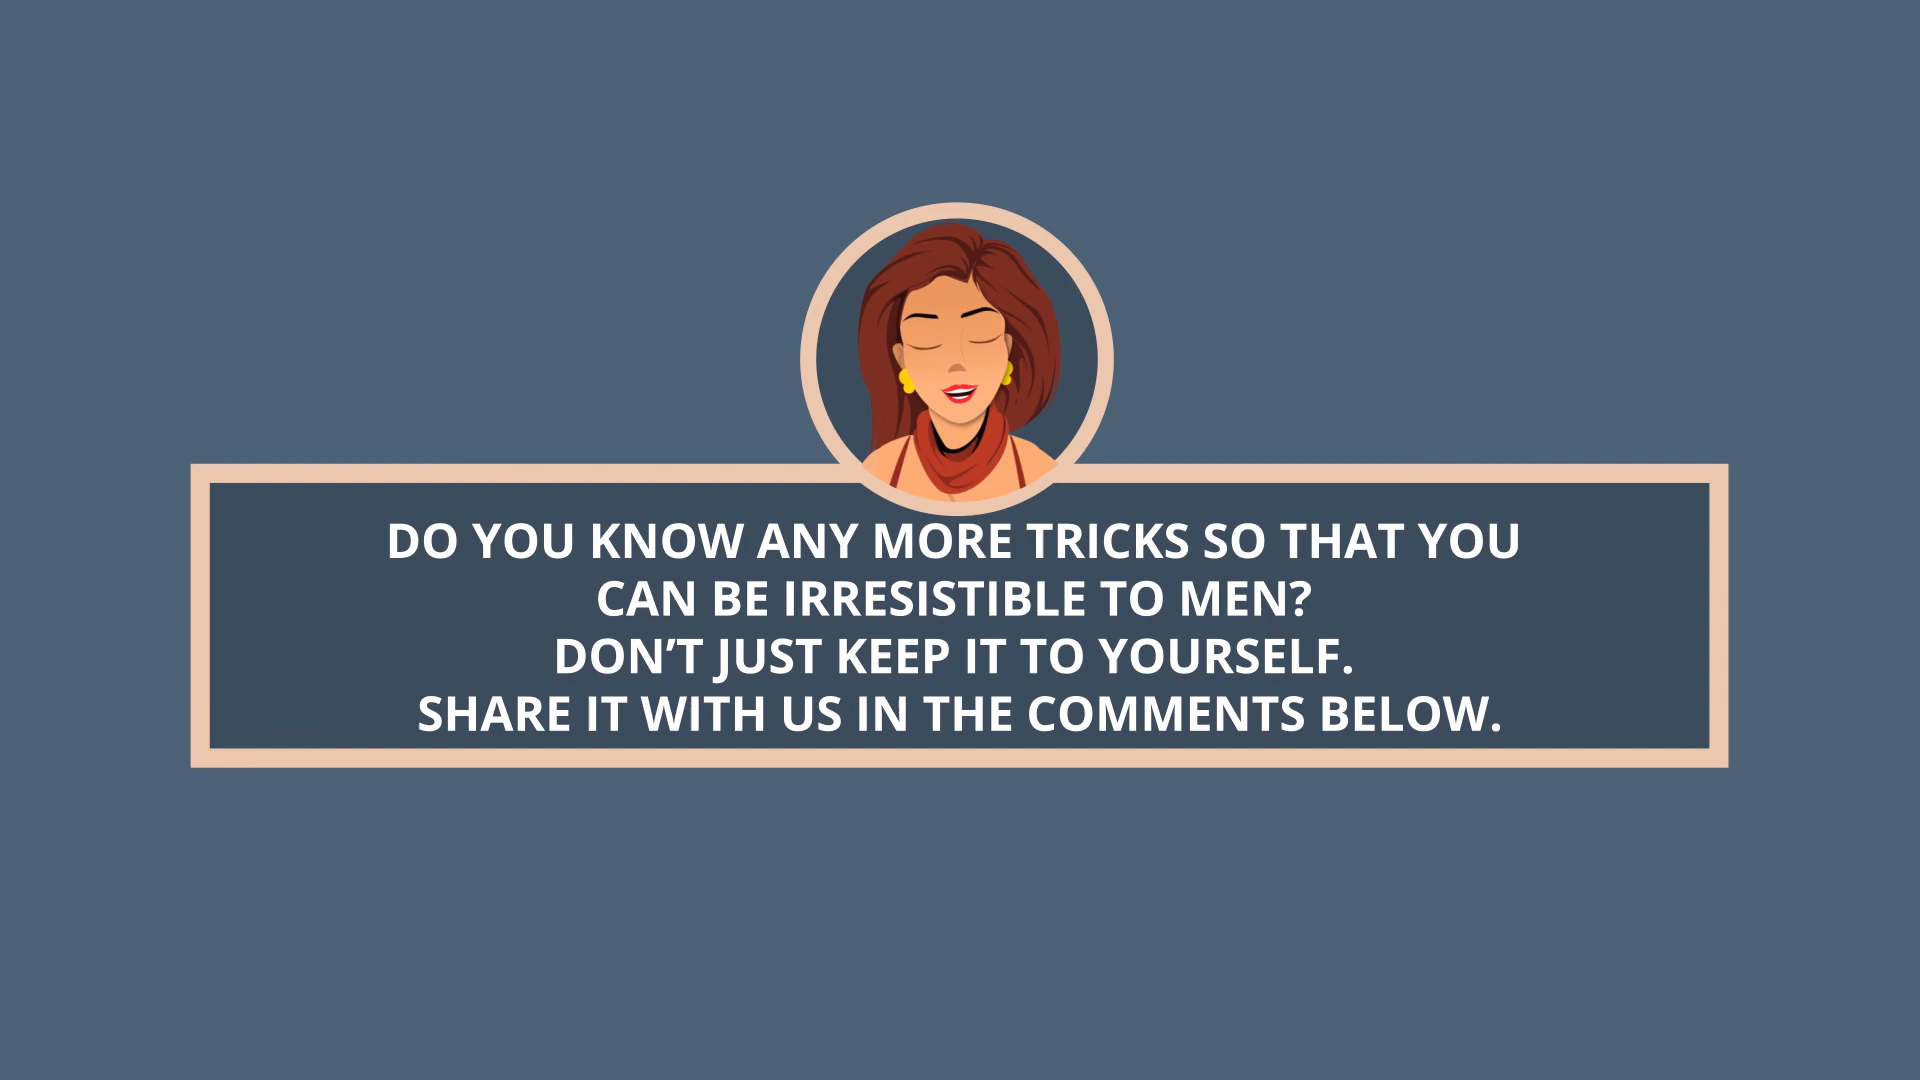 DO YOU KNOW ANY MORE TRICKS SO THAT YOU
CAN BE IRRESISTIBLE TO MEN?
DON’T JUST KEEP IT TO YOURSELF.
SHARE IT WITH US IN THE COMMENTS BELOW.